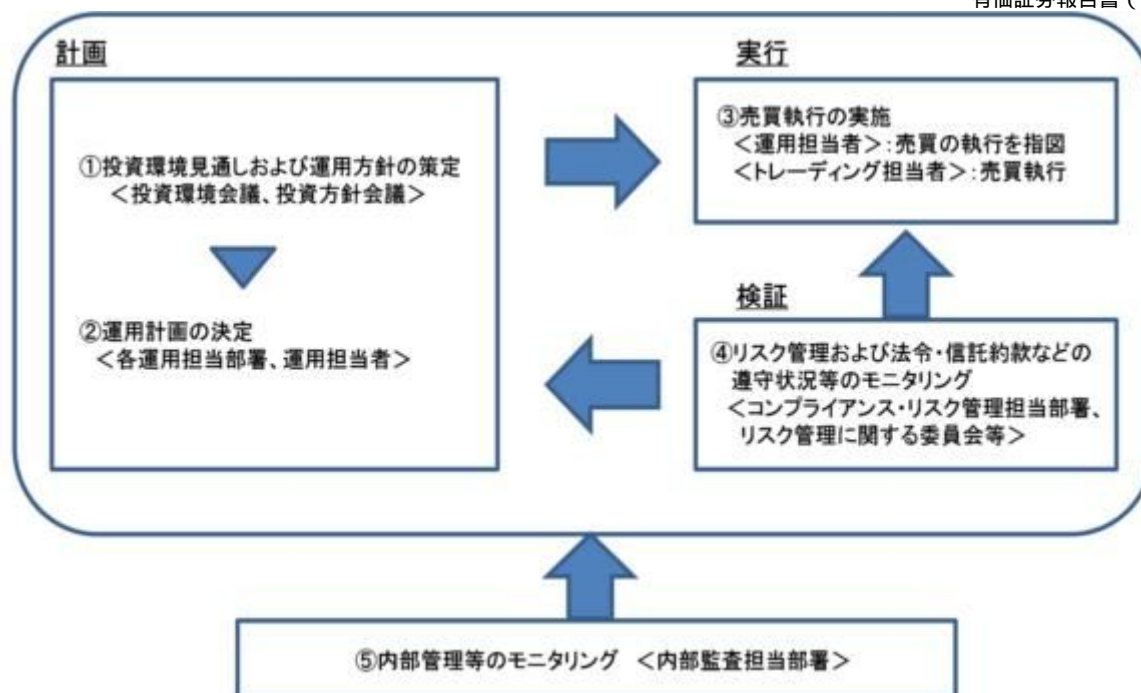 有価証券報告書(
計画
①投資環境見通しおよび運用方針の策定
<投資環境会議、投資方針会議>
②運用計画の決定
<各運用担当部署、運用担当者>
実行
③売買執行の実施
<運用担当者>:売買の執行を指図
<トレーディング担当者>:売買執行
検証
④リスク管理および法令・信託約款などの
遵守状況等のモニタリング
<コンプライアンス・リスク管理担当部署、
リスク管理に関する委員会等>
⑤内部管理等のモニタリング <内部監査担当部署>